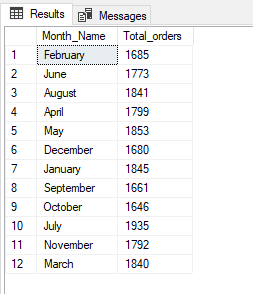 Results Messages
Month_Name Total_orders
1 February 1685
2 June 1773
3 August 1841
4 April 1799
5 May 1853
6 December 1680
7 January 1845
8 September 1661
9 October 1646
10 July 1935
11 November 1792
12 March 1840